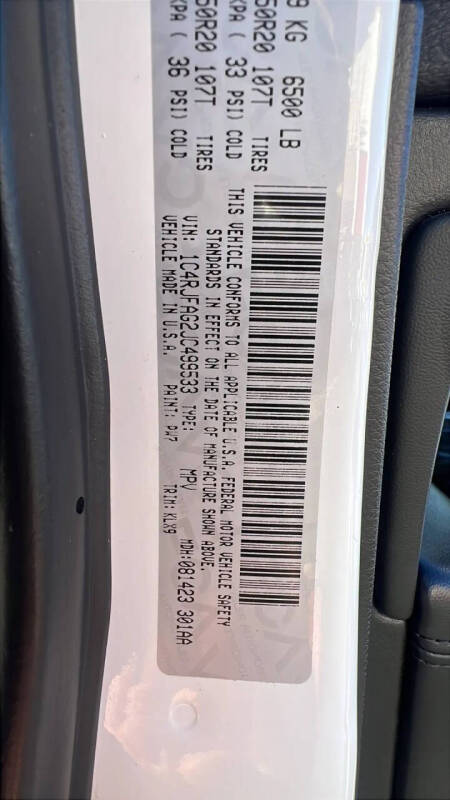 9 KG 6500 LB
50R20 107T TIRES
KPA ( 33 PSI) COLD
50R20 107T TIRES
KPA ( 36 PSI) COLD
THIS VEHICLE CONFORMS TO ALL APPLICABLE U.S.A. FEDERAL MOTOR VEHICLE SAFETY
STANDARDS IN EFFECT ON THE DATE OF MANUFACTURE SHOWN ABOVE.
VIN: 1C4RJFAG2JC499533 TYPE: MPV MDH:081423 301AA
VEHICLE MADE IN U.S.A. PAINT: PW7 TRIM:KLX9